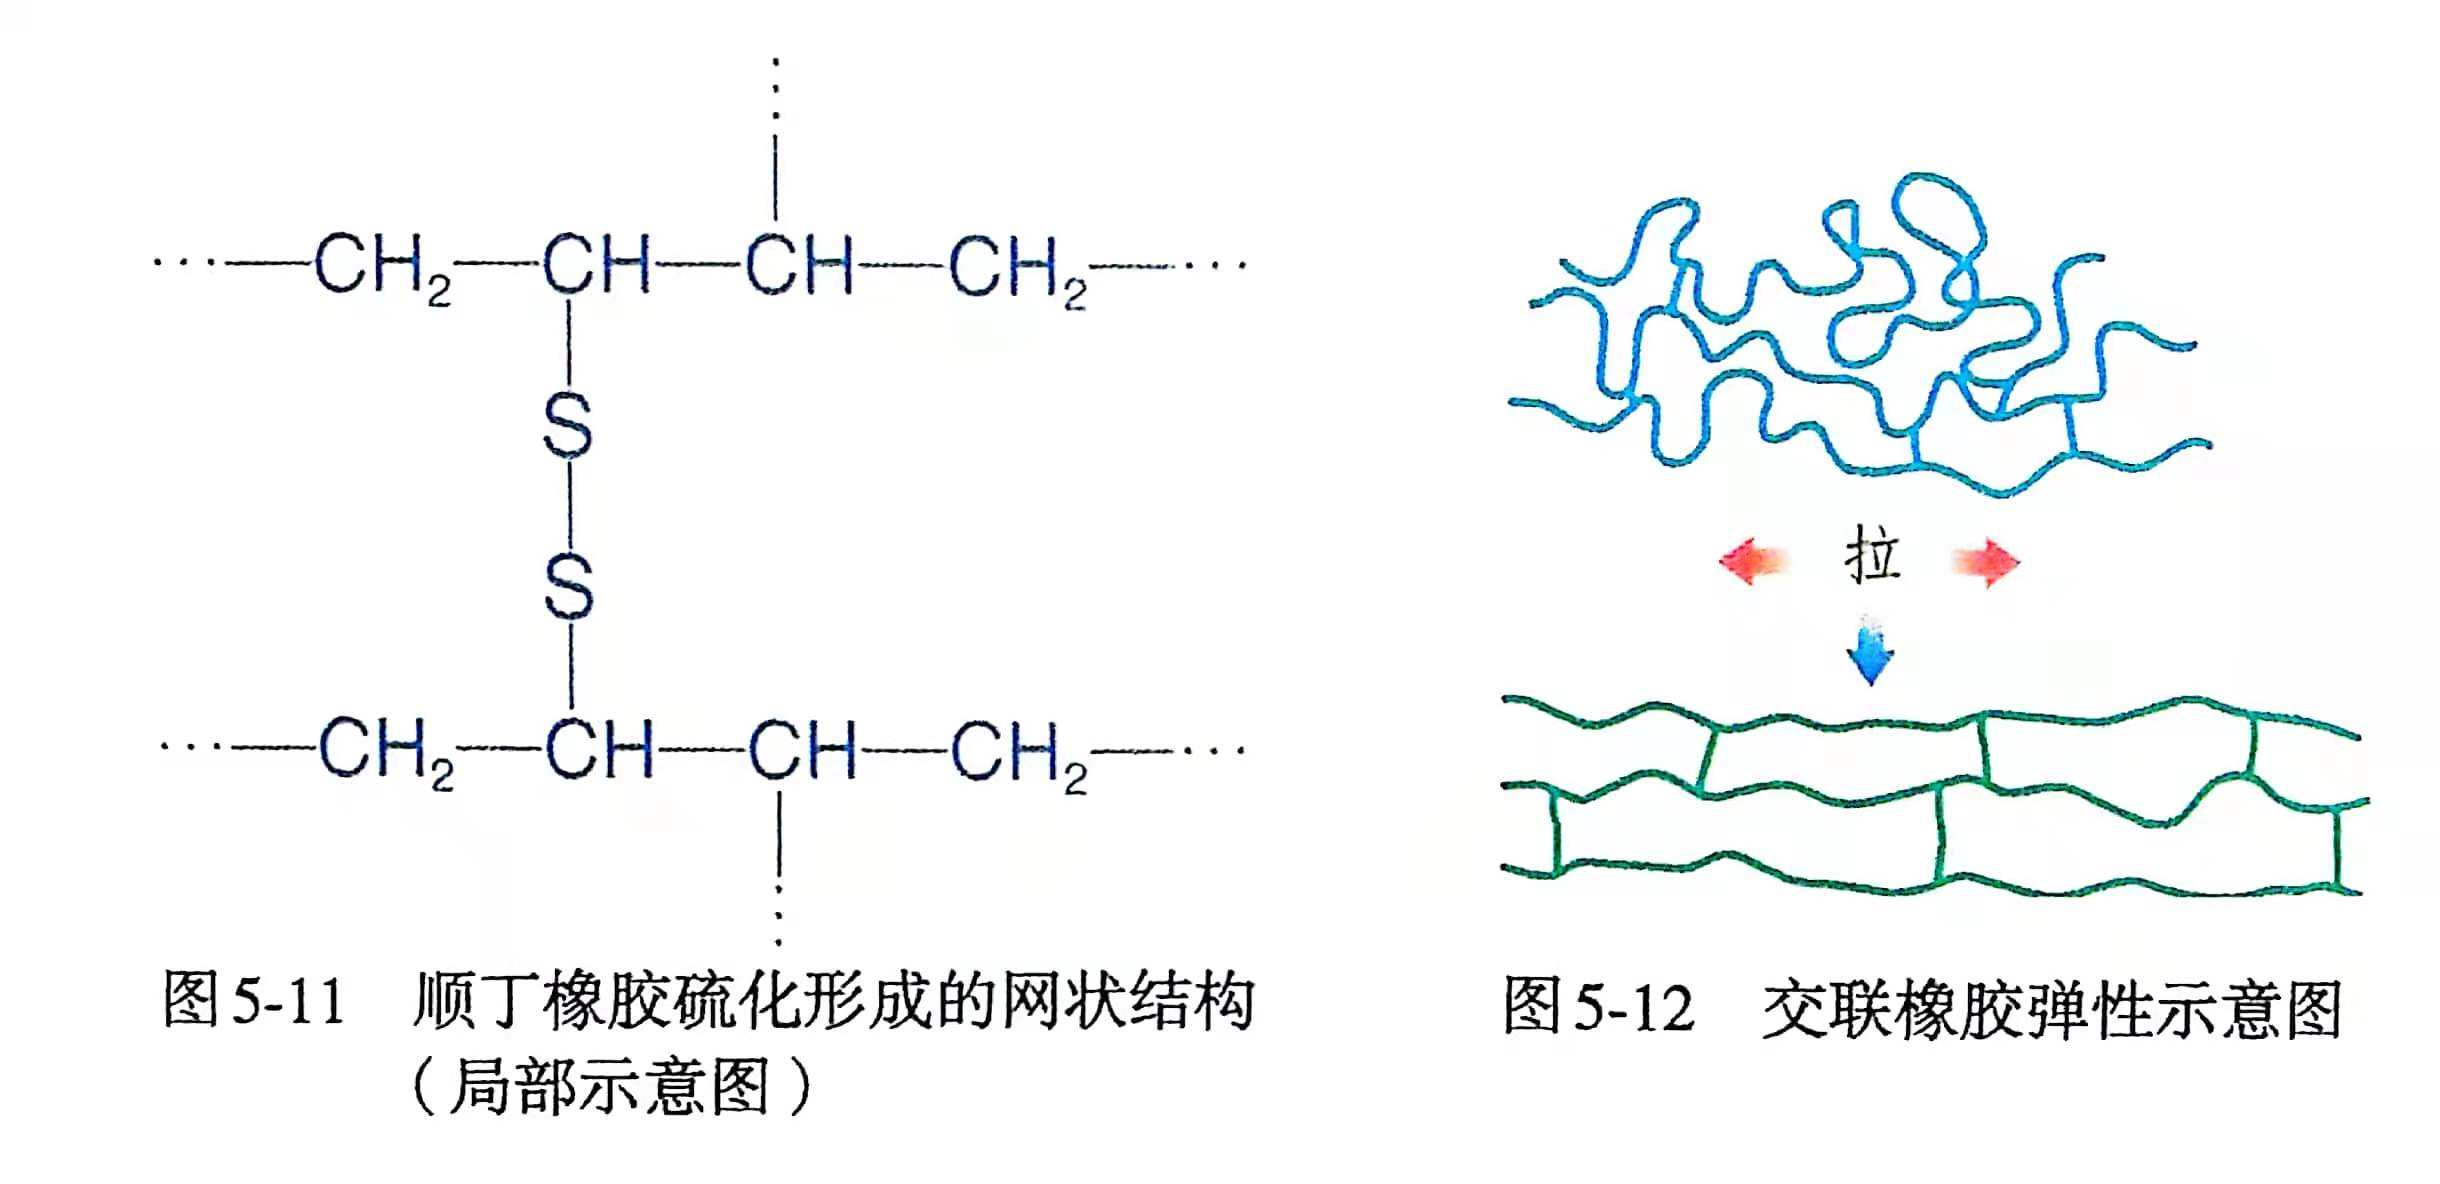 ···—CH₂—CH—CH—CH₂—···
S
S
···—CH₂—CH—CH—CH₂—···
图5-11 顺丁橡胶硫化形成的网状结构
（局部示意图）
拉
图5-12 交联橡胶弹性示意图